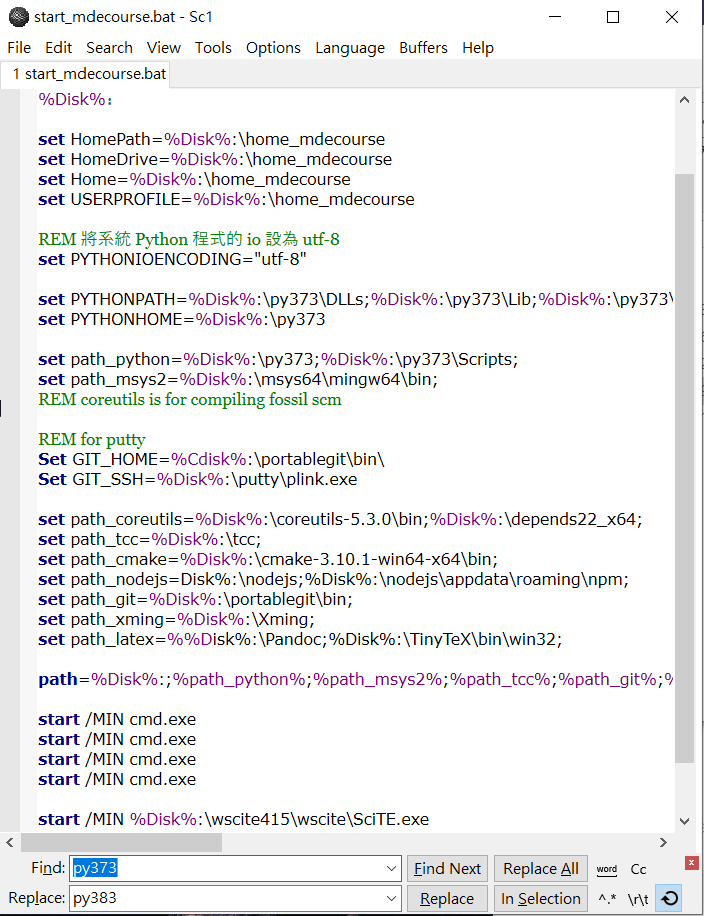 start_mdecourse.bat - Sc1
File Edit Search View Tools Options Language Buffers Help
1 start_mdecourse.bat
%Disk%:
set HomePath=%Disk%:\home_mdecourse
set HomeDrive=%Disk%:\home_mdecourse
set Home=%Disk%:\home_mdecourse
set USERPROFILE=%Disk%:\home_mdecourse
REM 將系統 Python 程式的 io 設為 utf-8
set PYTHONIOENCODING="utf-8"
set PYTHONPATH=%Disk%:\py373\DLLs;%Disk%:\py373\Lib;%Disk%:\py373\
set PYTHONHOME=%Disk%:\py373
set path_python=%Disk%:\py373;%Disk%:\py373\Scripts;
set path_msys2=%Disk%:\msys64\mingw64\bin;
REM coreutils is for compiling fossil scm
REM for putty
Set GIT_HOME=%Cdisk%:\portablegit\bin\
Set GIT_SSH=%Disk%:\putty\plink.exe
set path_coreutils=%Disk%:\coreutils-5.3.0\bin;%Disk%:\depends22_x64;
set path_tcc=%Disk%:\tcc;
set path_cmake=%Disk%:\cmake-3.10.1-win64-x64\bin;
set path_nodejs=Disk%:\nodejs;%Disk%:\nodejs\appdata\roaming\npm;
set path_git=%Disk%:\portablegit\bin;
set path_xming=%Disk%:\Xming;
set path_latex=%%Disk%:\Pandoc;%Disk%:\TinyTeX\bin\win32;
path=%Disk%:;%path_python%;%path_msys2%;%path_tcc%;%path_git%;%
start /MIN cmd.exe
start /MIN cmd.exe
start /MIN cmd.exe
start /MIN cmd.exe
start /MIN %Disk%:\wscite415\wscite\SciTE.exe
Find: py373 Find Next Replace All word Cc
Replace: py383 Replace In Selection ^.* \r\t